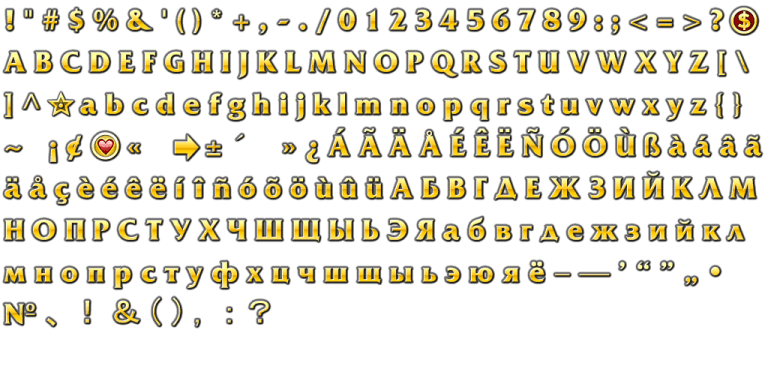 ! " # $ % & ' ( ) * + , - . / 0 1 2 3 4 5 6 7 8 9 : ; < = > ? $
A B C D E F G H I J K L M N O P Q R S T U V W X Y Z [ \
] ^ ☆ a b c d e f g h i j k l m n o p q r s t u v w x y z { }
~ ¡ ¢ ♥ « ➡ ± ´ » ¿ Á Ã Ä Å É Ê Ë Ñ Ó Ö Ù ß à á â ã
ä å ç è é ê ë í î ñ ó õ ö ù û ü А Б В Г Д Е Ж З И Й К Л М
Н О П Р С Т У Х Ч Ш Щ Ы Ь Э Я а б в г д е ж з и й к л
м н о п р с т у ф х ц ч ш щ ы ь э ю я ё – — ’ “ ” „ •
№ 、 ! & ( ) , : ?